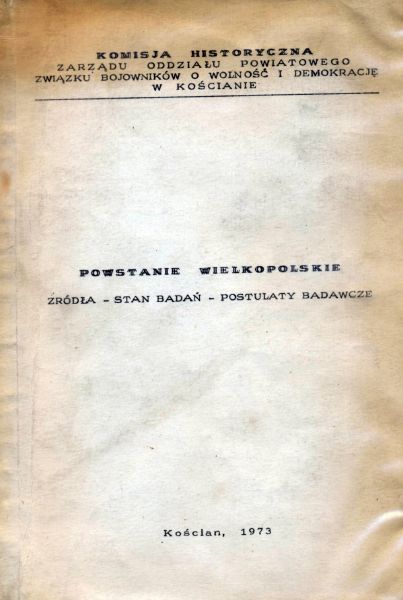 KOMISJA HISTORYCZNA
ZARZĄDU ODDZIAŁU POWIATOWEGO
ZWIĄZKU BOJOWNIKÓW O WOLNOŚĆ I DEMOKRACJĘ
W KOŚCIANIE
POWSTANIE WIELKOPOLSKIE
ŹRÓDŁA - STAN BADAŃ - POSTULATY BADAWCZE
Kościan, 1973